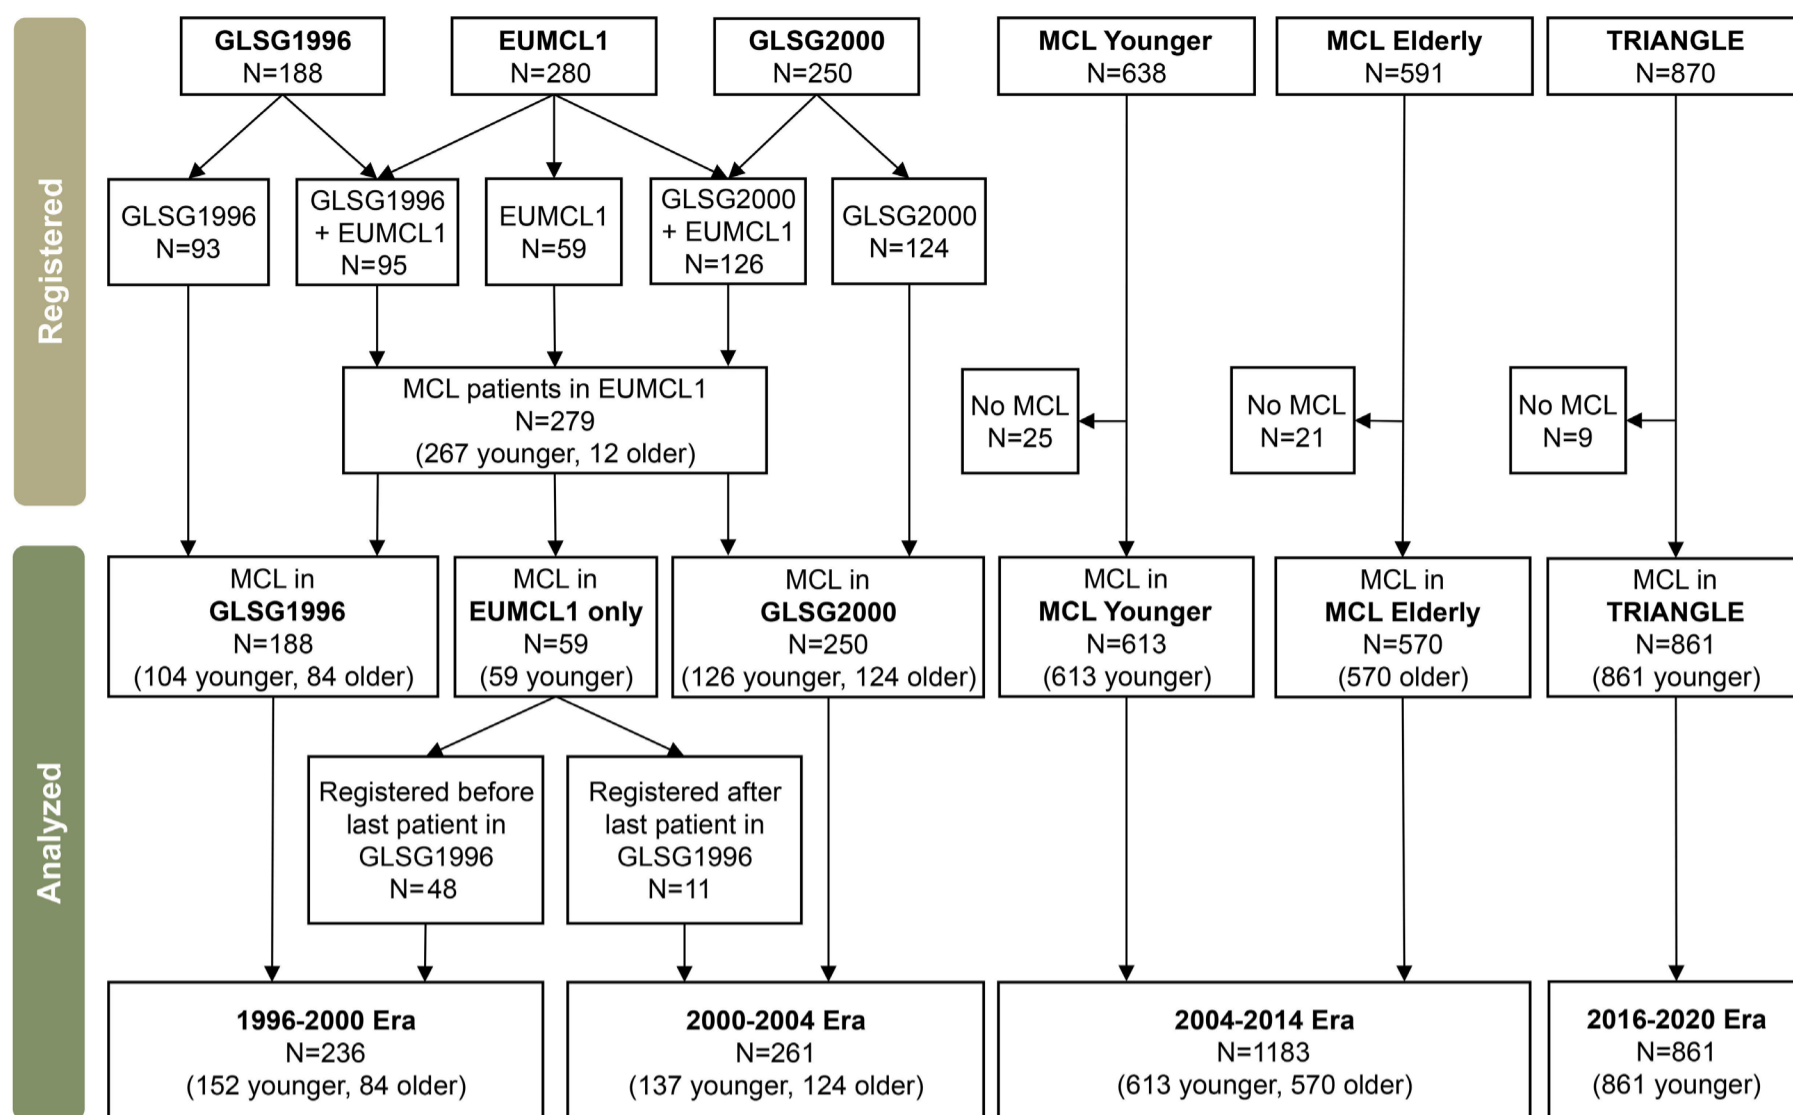 Registered
GLSG1996
N=188
EUMCL1
N=280
GLSG2000
N=250
MCL Younger
N=638
MCL Elderly
N=591
TRIANGLE
N=870
GLSG1996
N=93
GLSG1996
+ EUMCL1
N=95
EUMCL1
N=59
GLSG2000
+ EUMCL1
N=126
GLSG2000
N=124
MCL patients in EUMCL1
N=279
(267 younger, 12 older)
No MCL
N=25
No MCL
N=21
No MCL
N=9
Analyzed
MCL in
GLSG1996
N=188
(104 younger, 84 older)
MCL in
EUMCL1 only
N=59
(59 younger)
MCL in
GLSG2000
N=250
(126 younger, 124 older)
MCL in
MCL Younger
N=613
(613 younger)
MCL in
MCL Elderly
N=570
(570 older)
MCL in
TRIANGLE
N=861
(861 younger)
Registered before
last patient in
GLSG1996
N=48
Registered after
last patient in
GLSG1996
N=11
1996-2000 Era
N=236
(152 younger, 84 older)
2000-2004 Era
N=261
(137 younger, 124 older)
2004-2014 Era
N=1183
(613 younger, 570 older)
2016-2020 Era
N=861
(861 younger)